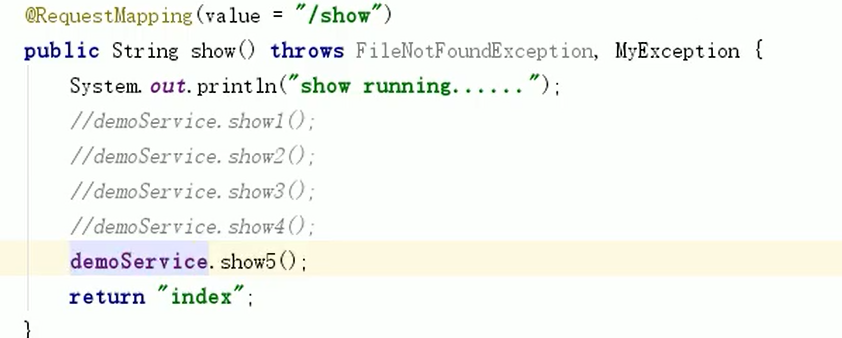 @RequestMapping(value = "/show")
public String show() throws FileNotFoundException, MyException {
System.out.println("show running......");
//demoService.show1();
//demoService.show2();
//demoService.show3();
//demoService.show4();
demoService.show5();
return "index";
}